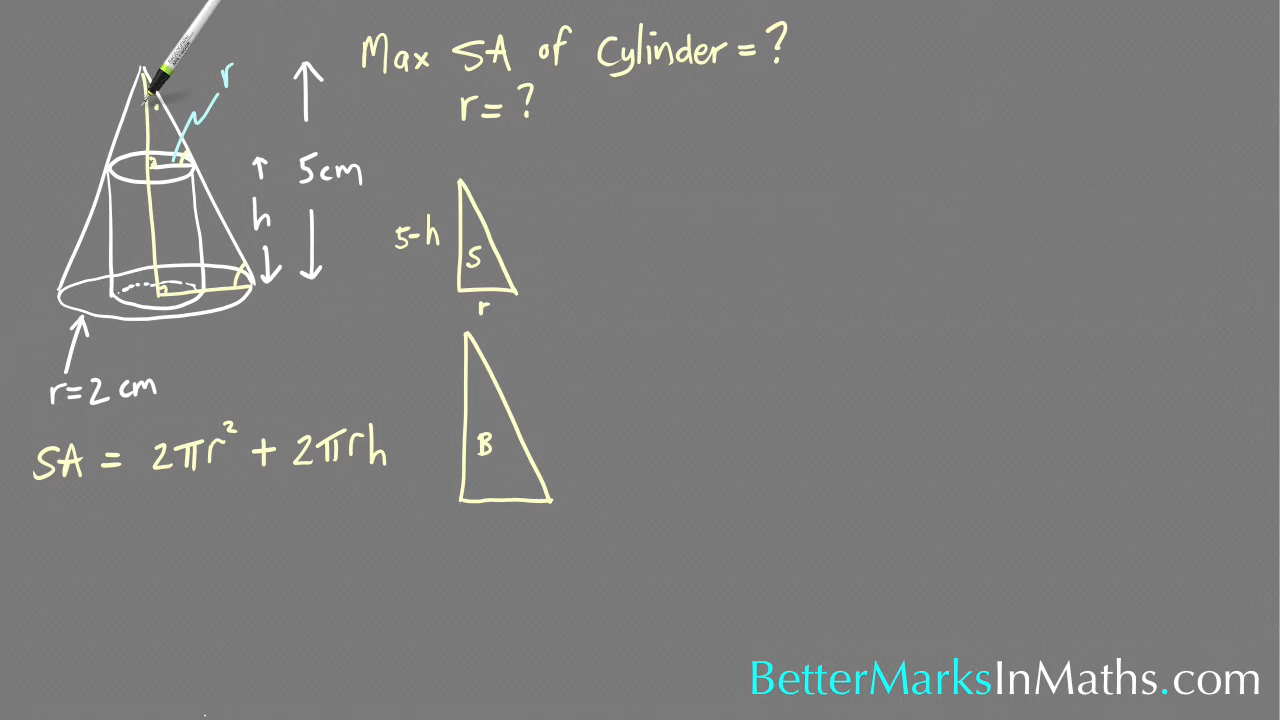 Max SA of Cylinder = ?
r = ?
r
5cm
h
5-h
S
r
B
r=2 cm
SA = 2πr² + 2πrh
BetterMarksInMaths.com